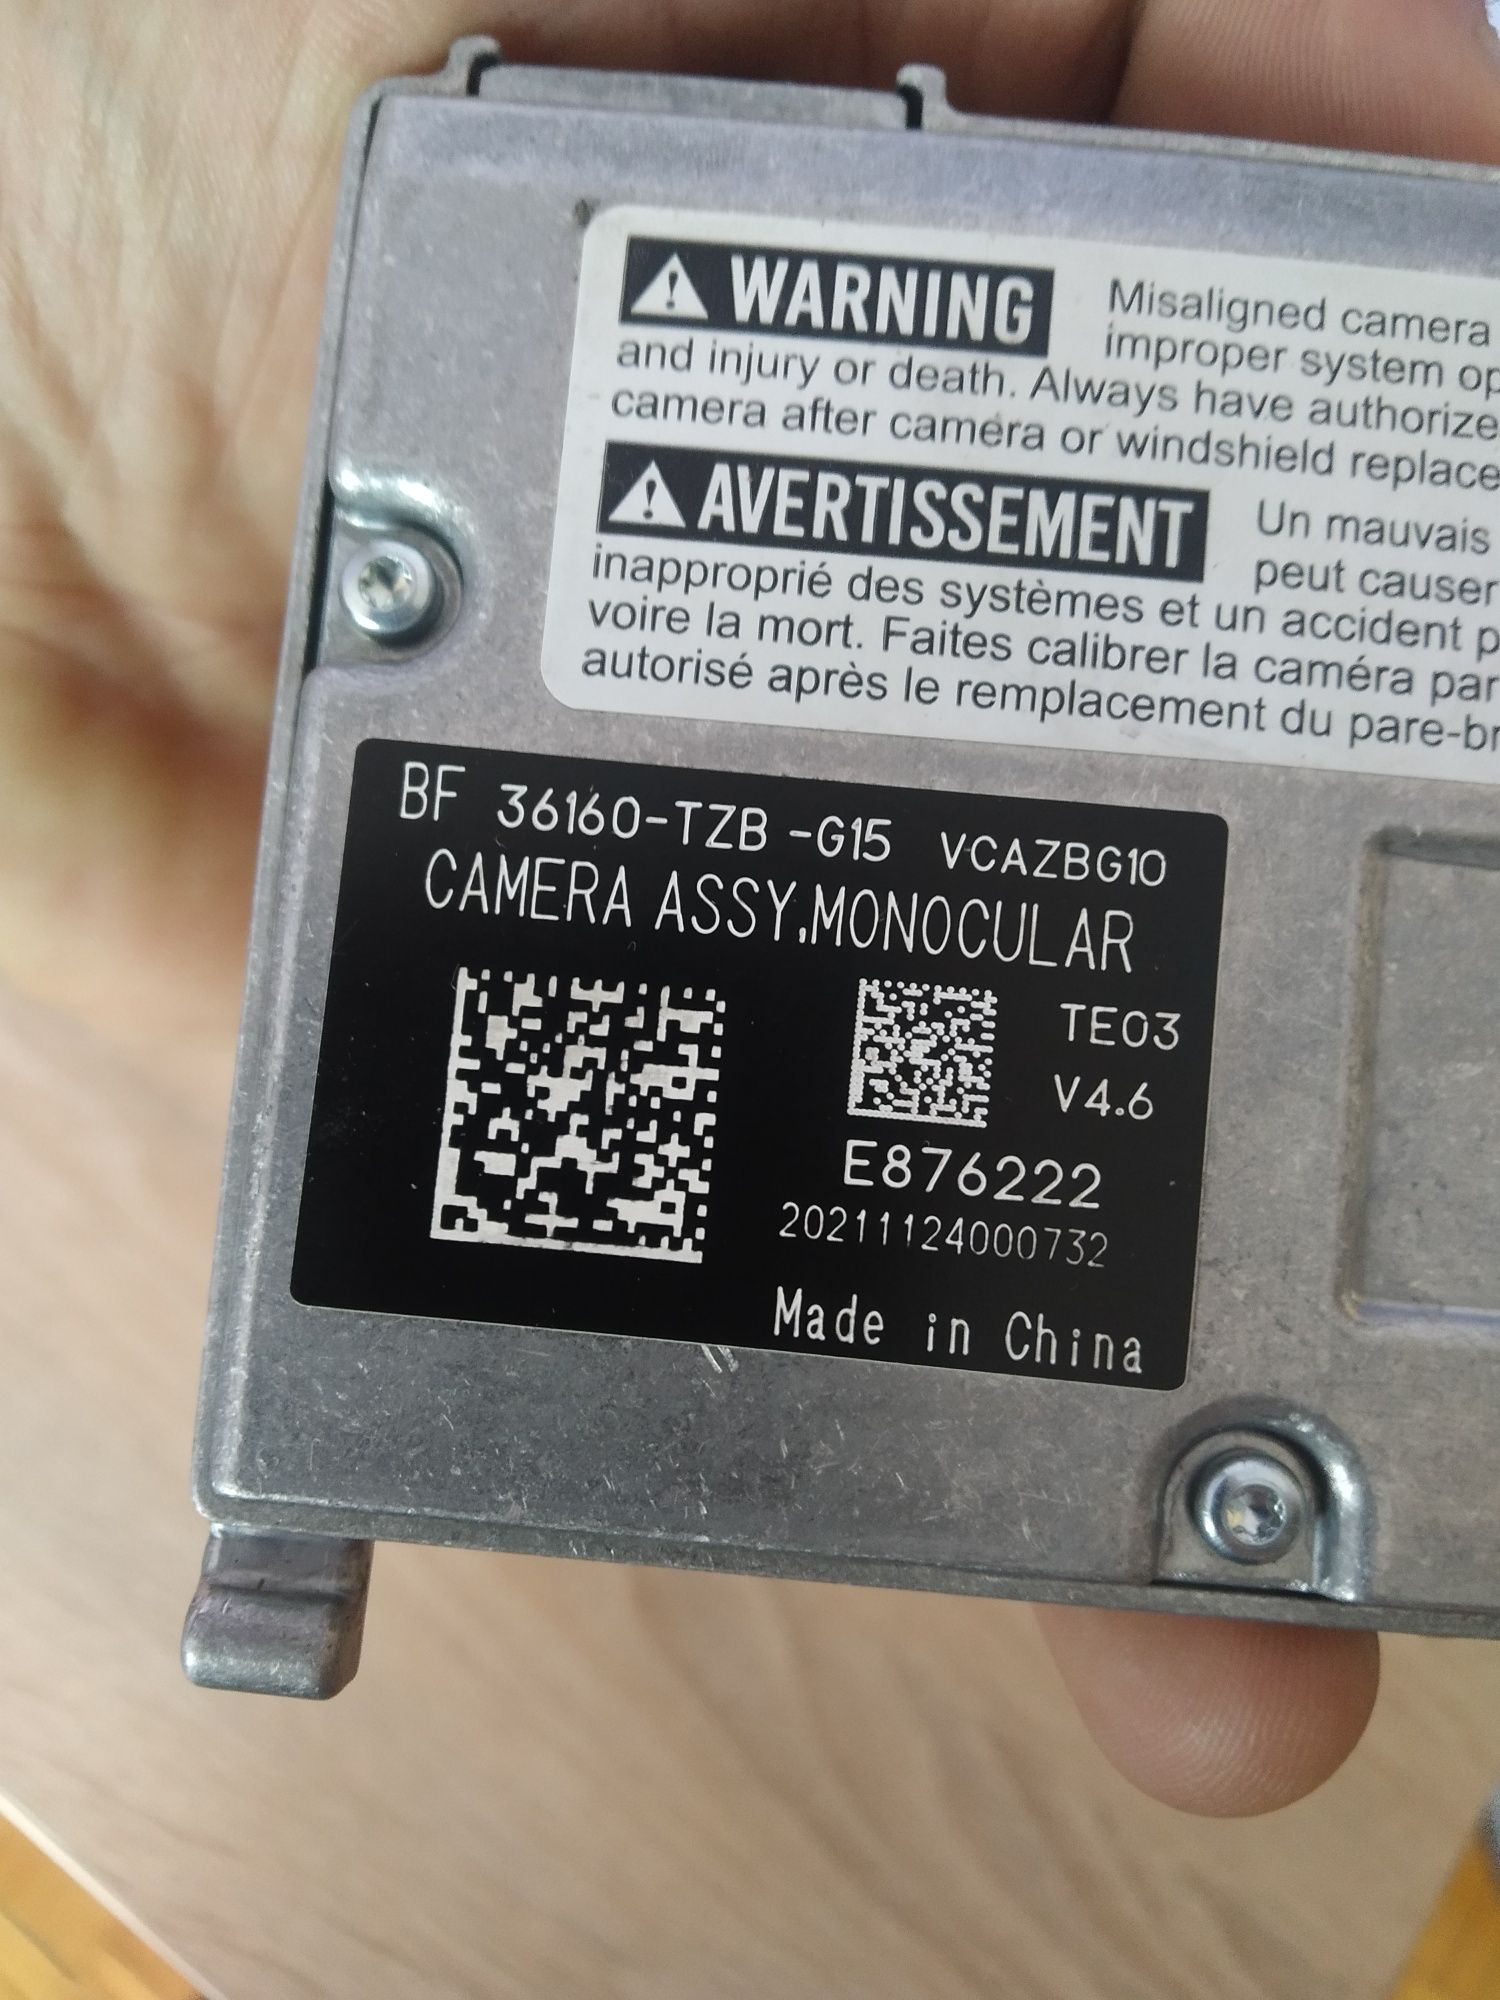 WARNING Misaligned camera
improper system op
and injury or death. Always have authorize
camera after camera or windshield replace
AVERTISSEMENT Un mauvais
peut causer
inapproprié des systèmes et un accident p
voire la mort. Faites calibrer la caméra par
autorisé après le remplacement du pare-br
BF 36160-TZB -G15 VCAZBG10
CAMERA ASSY,MONOCULAR
TE03
V4.6
E876222
20211124000732
Made in China